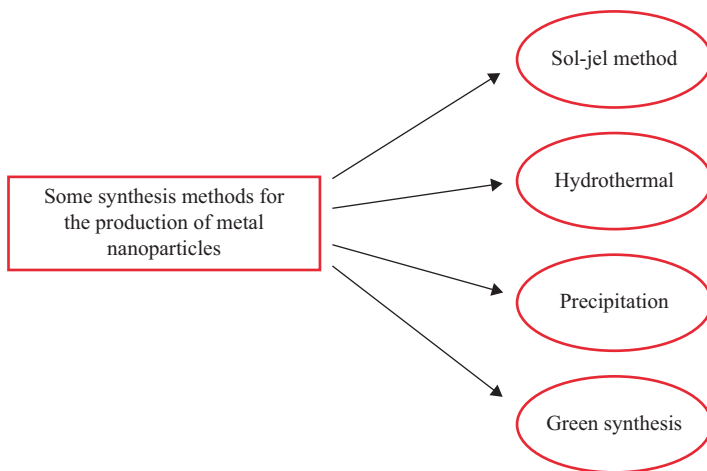 Some synthesis methods for
the production of metal
nanoparticles
Sol-jel method
Hydrothermal
Precipitation
Green synthesis